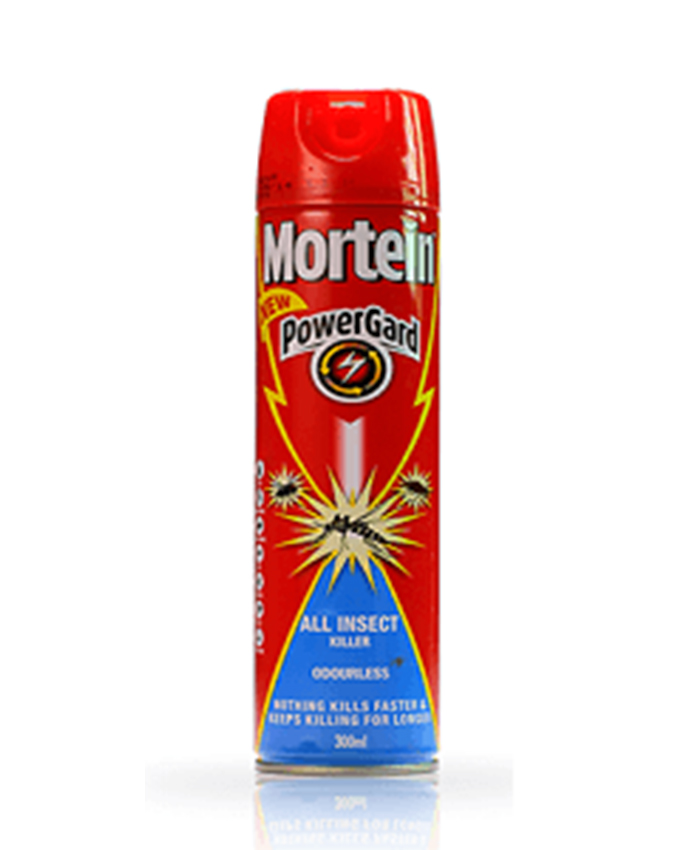 Mortein
NEW
PowerGard
ALL INSECT
KILLER
ODOURLESS
NOTHING KILLS FASTER &
KEEPS KILLING FOR LONGER
300ml